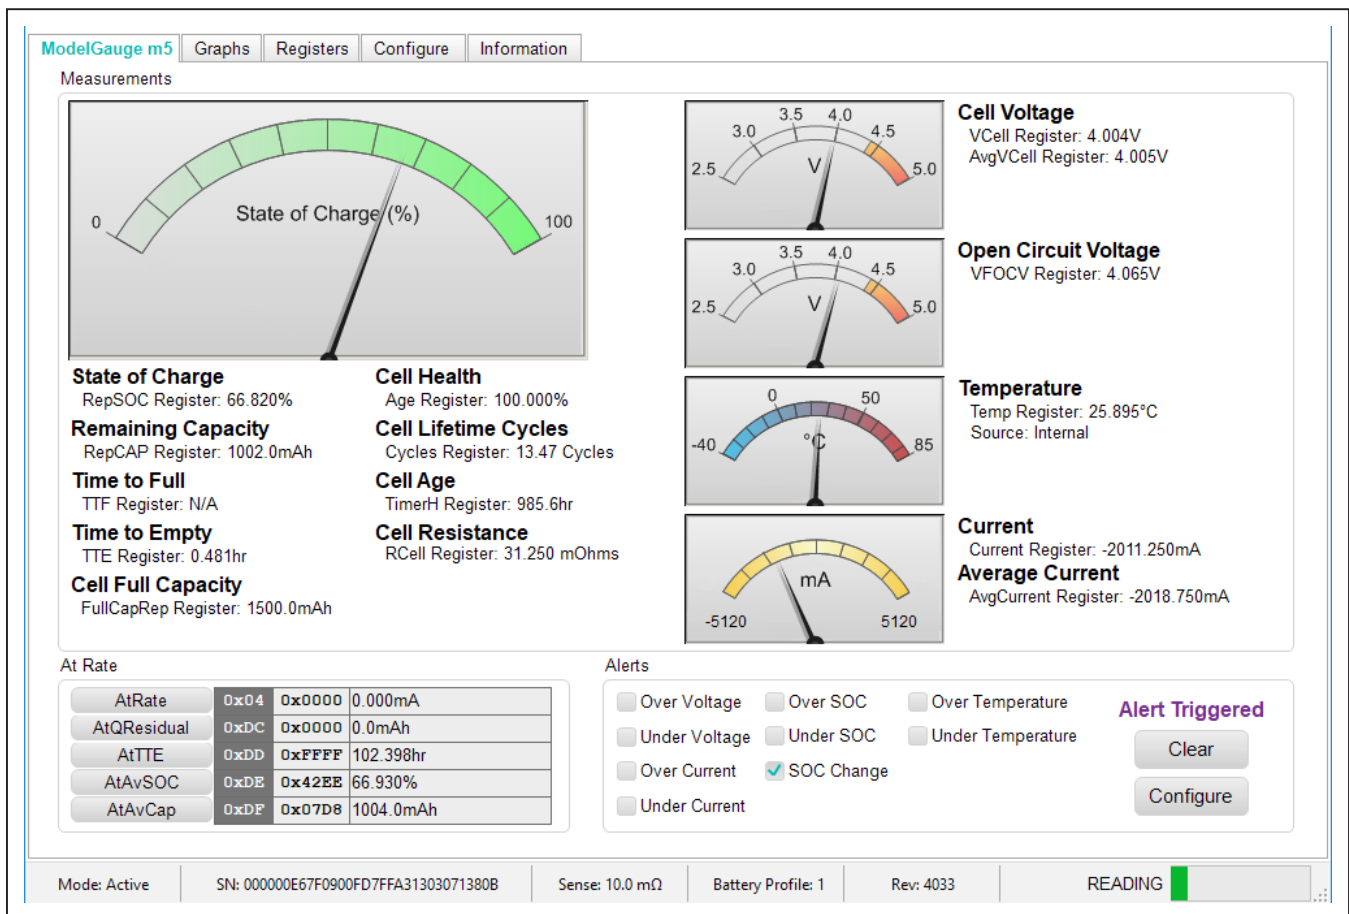 ModelGauge m5 Graphs Registers Configure Information
Measurements
0
State of Charge (%)
100
2.5
3.0
3.5
4.0
4.5
5.0
V
Cell Voltage
VCell Register: 4.004V
AvgVCell Register: 4.005V
2.5
3.0
3.5
4.0
4.5
5.0
V
Open Circuit Voltage
VFOCV Register: 4.065V
State of Charge
RepSOC Register: 66.820%
Remaining Capacity
RepCAP Register: 1002.0mAh
Time to Full
TTF Register: N/A
Time to Empty
TTE Register: 0.481hr
Cell Full Capacity
FullCapRep Register: 1500.0mAh
Cell Health
Age Register: 100.000%
Cell Lifetime Cycles
Cycles Register: 13.47 Cycles
Cell Age
TimerH Register: 985.6hr
Cell Resistance
RCell Register: 31.250 mOhms
-40
0
50
85
°C
Temperature
Temp Register: 25.895°C
Source: Internal
mA
-5120
5120
Current
Current Register: -2011.250mA
Average Current
AvgCurrent Register: -2018.750mA
At Rate
AtRate 0x04 0x0000 0.000mA
AtQResidual 0xDC 0x0000 0.0mAh
AtTTE 0xDD 0xFFFF 102.398hr
AtAvSOC 0xDE 0x42EE 66.930%
AtAvCap 0xDF 0x07D8 1004.0mAh
Alerts
Over Voltage Over SOC Over Temperature
Under Voltage Under SOC Under Temperature
Over Current SOC Change
Under Current
Alert Triggered
Clear
Configure
Mode: Active SN: 000000E67F0900FD7FFA31303071380B Sense: 10.0 mΩ Battery Profile: 1 Rev: 4033 READING